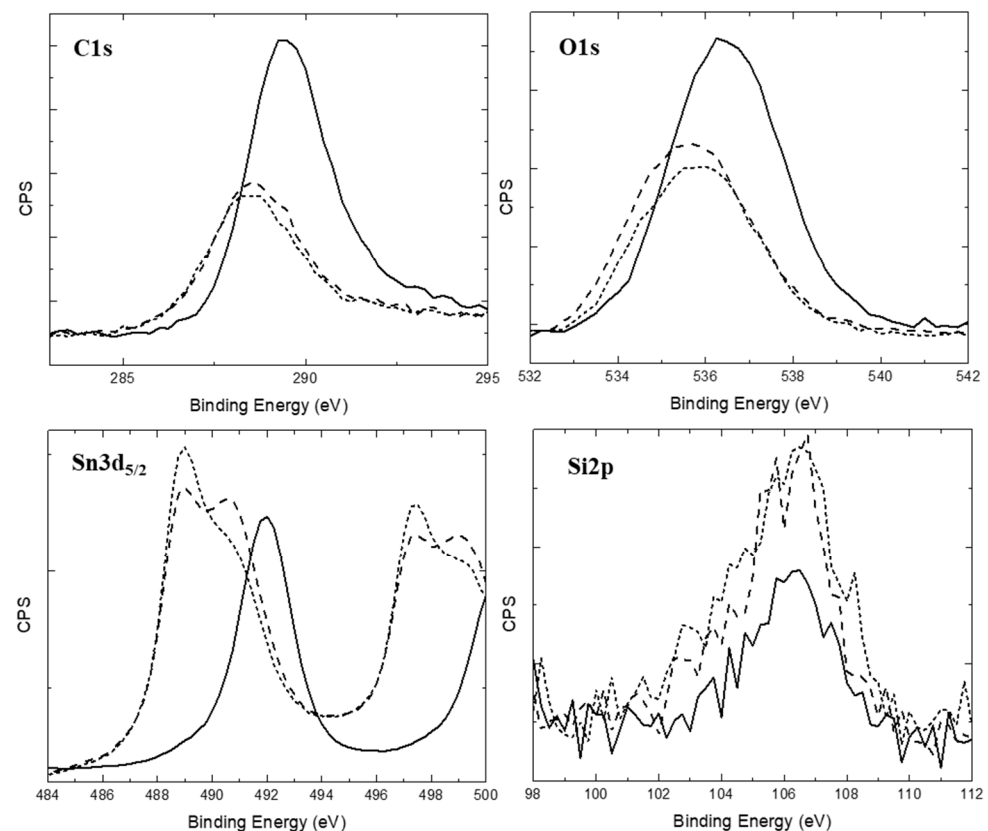 C1s
CPS
285 290 295
Binding Energy (eV)
O1s
CPS
532 534 536 538 540 542
Binding Energy (eV)
Sn3d5/2
CPS
484 486 488 490 492 494 496 498 500
Binding Energy (eV)
Si2p
CPS
98 100 102 104 106 108 110 112
Binding Energy (eV)